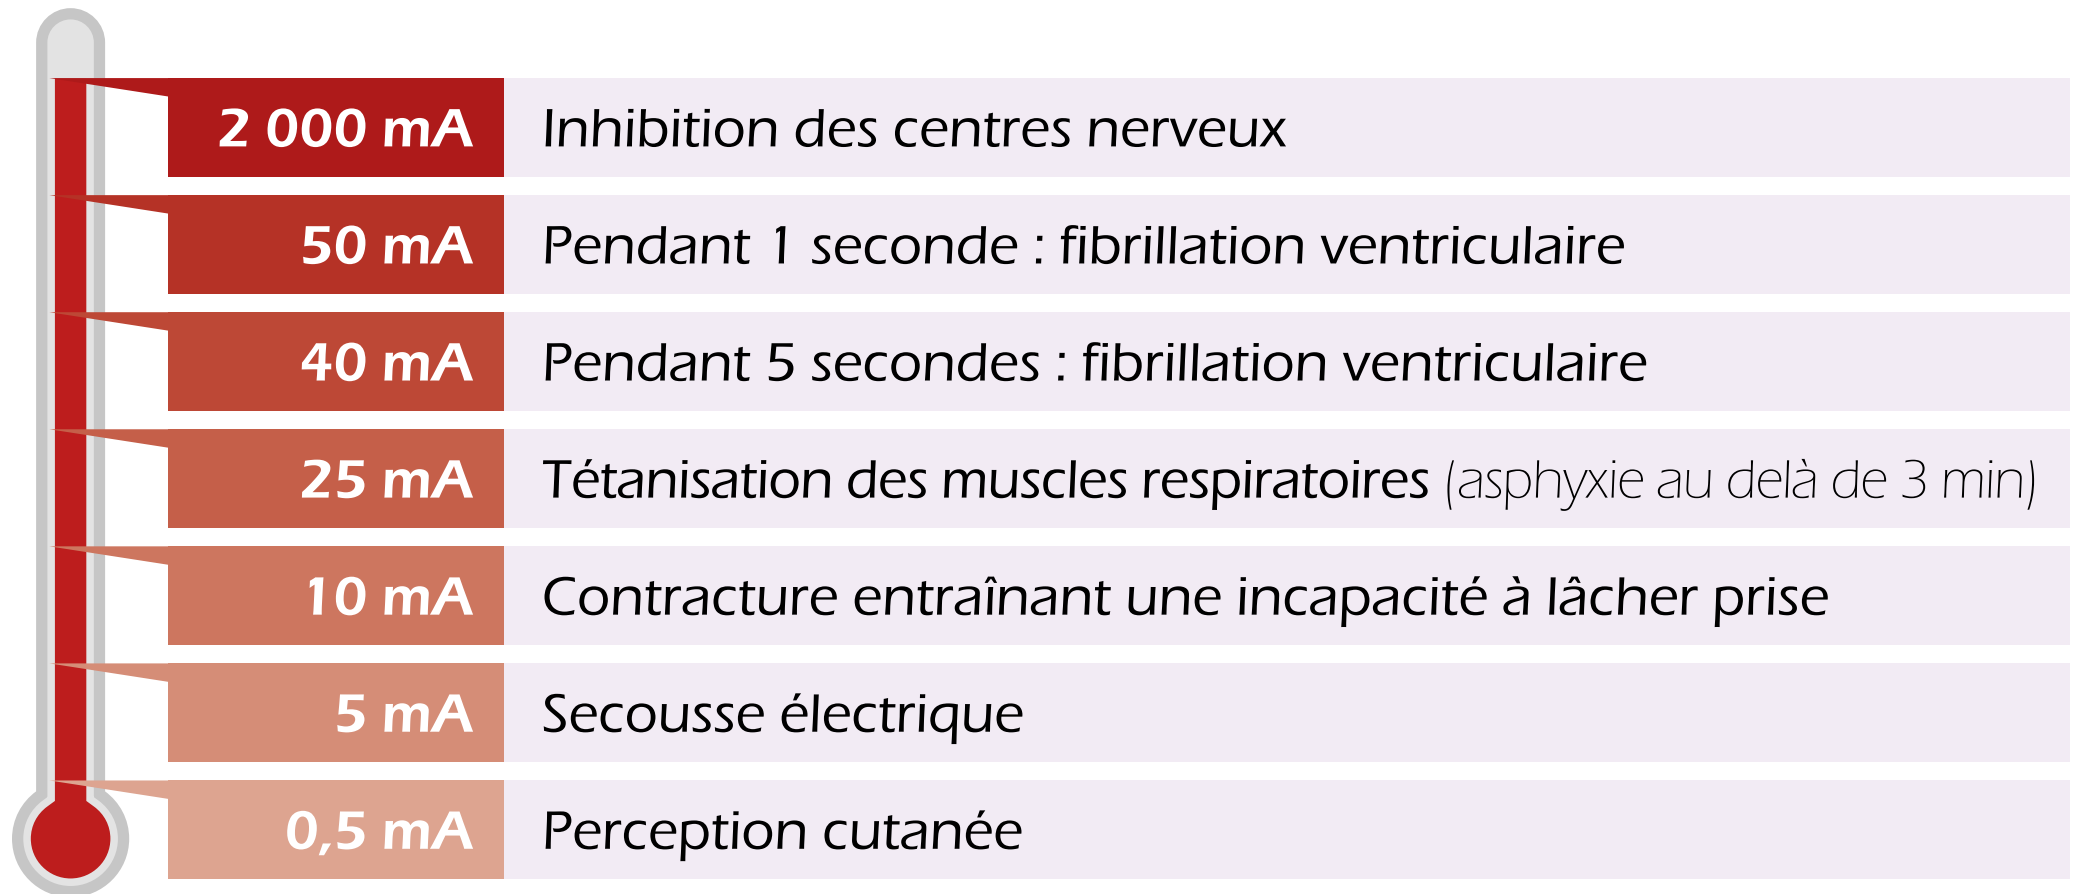 2 000 mA Inhibition des centres nerveux
50 mA Pendant 1 seconde : fibrillation ventriculaire
40 mA Pendant 5 secondes : fibrillation ventriculaire
25 mA Tétanisation des muscles respiratoires (asphyxie au delà de 3 min)
10 mA Contracture entraînant une incapacité à lâcher prise
5 mA Secousse électrique
0,5 mA Perception cutanée